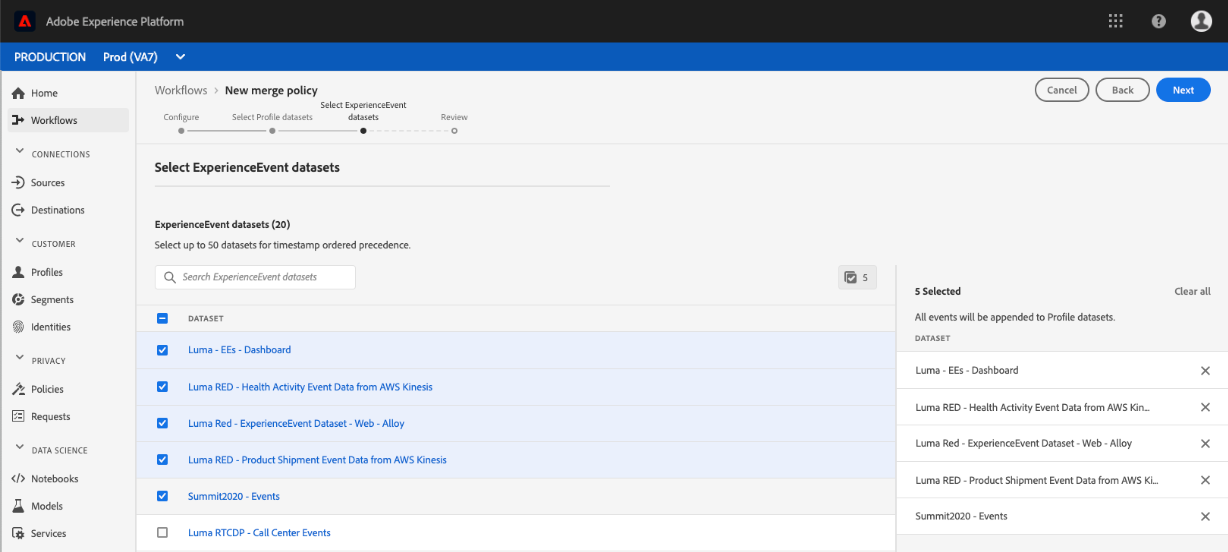 Adobe Experience Platform
PRODUCTION Prod (VA7)
Home
Workflows
CONNECTIONS
Sources
Destinations
CUSTOMER
Profiles
Segments
Identities
PRIVACY
Policies
Requests
DATA SCIENCE
Notebooks
Models
Services
Workflows > New merge policy
Cancel
Back
Next
Configure
Select Profile datasets
Select ExperienceEvent
datasets
Review
Select ExperienceEvent datasets
ExperienceEvent datasets (20)
Select up to 50 datasets for timestamp ordered precedence.
Search ExperienceEvent datasets
5
DATASET
Luma - EEs - Dashboard
Luma RED - Health Activity Event Data from AWS Kinesis
Luma Red - ExperienceEvent Dataset - Web - Alloy
Luma RED - Product Shipment Event Data from AWS Kinesis
Summit2020 - Events
Luma RTCDP - Call Center Events
5 Selected
Clear all
All events will be appended to Profile datasets.
DATASET
Luma - EEs - Dashboard
Luma RED - Health Activity Event Data from AWS Kin...
Luma Red - ExperienceEvent Dataset - Web - Alloy
Luma RED - Product Shipment Event Data from AWS Ki...
Summit2020 - Events